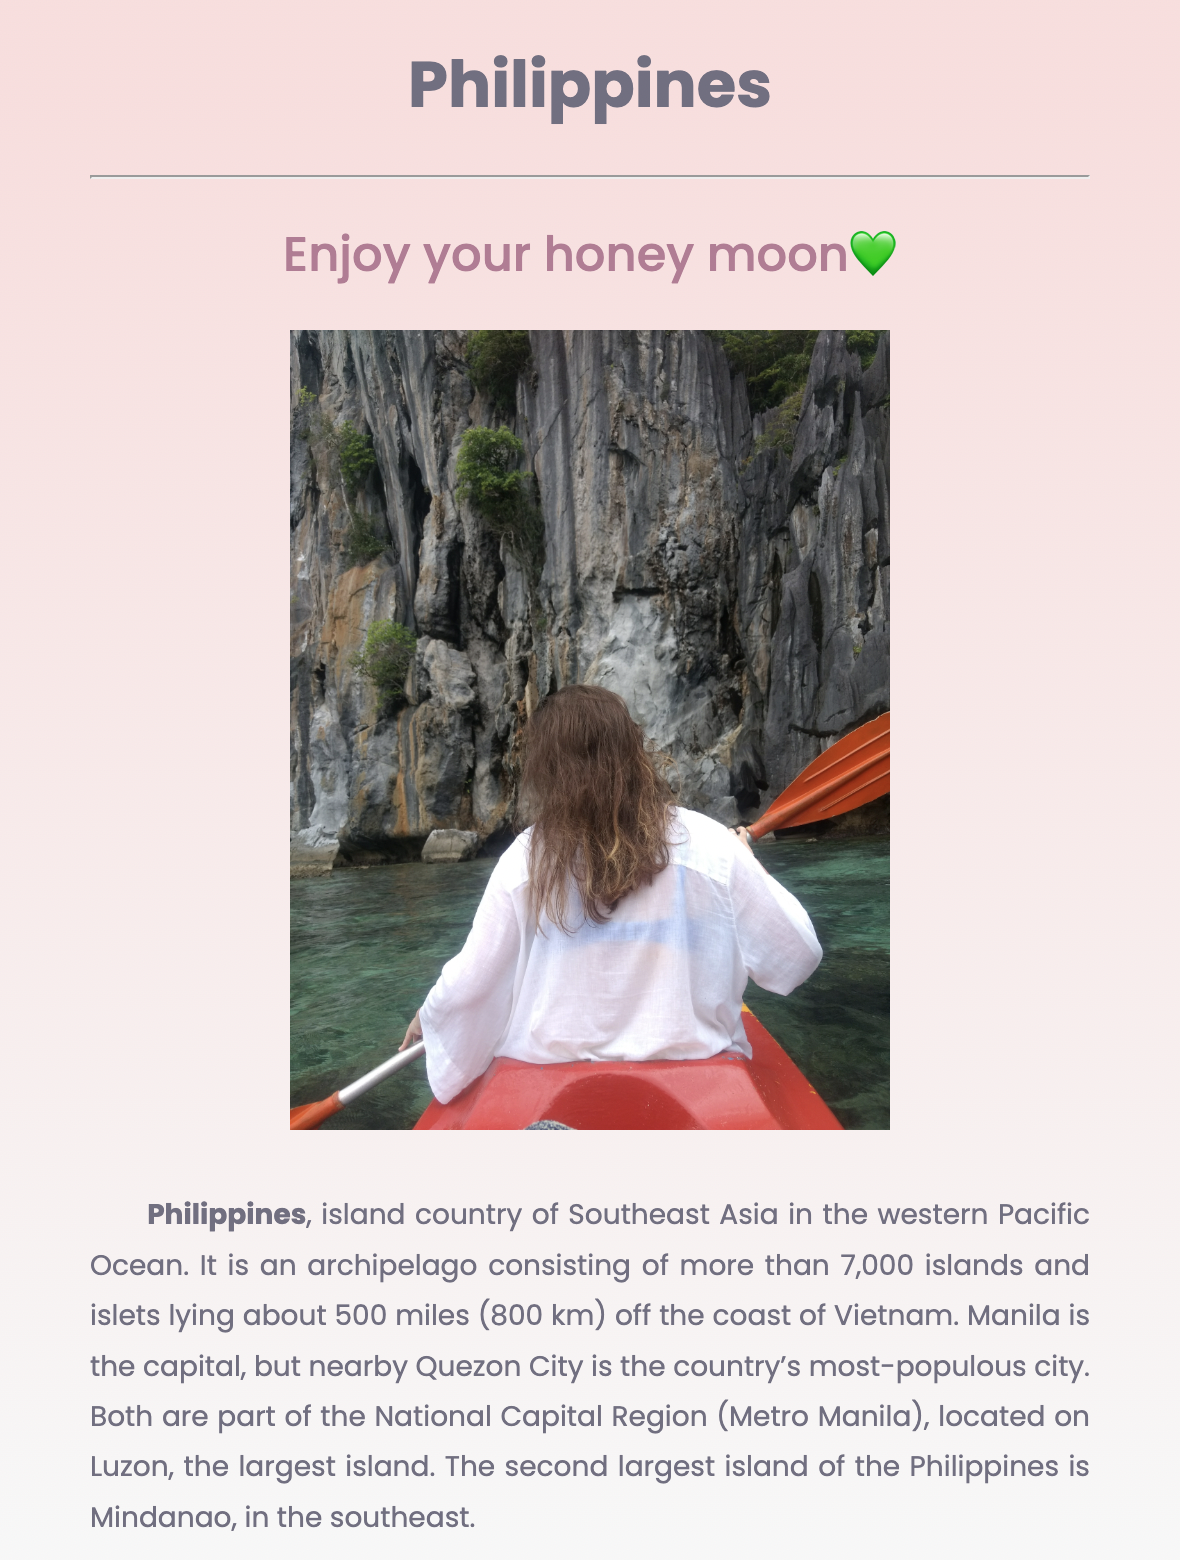 Philippines
Enjoy your honey moon💚
Philippines, island country of Southeast Asia in the western Pacific
Ocean. It is an archipelago consisting of more than 7,000 islands and
islets lying about 500 miles (800 km) off the coast of Vietnam. Manila is
the capital, but nearby Quezon City is the country’s most-populous city.
Both are part of the National Capital Region (Metro Manila), located on
Luzon, the largest island. The second largest island of the Philippines is
Mindanao, in the southeast.